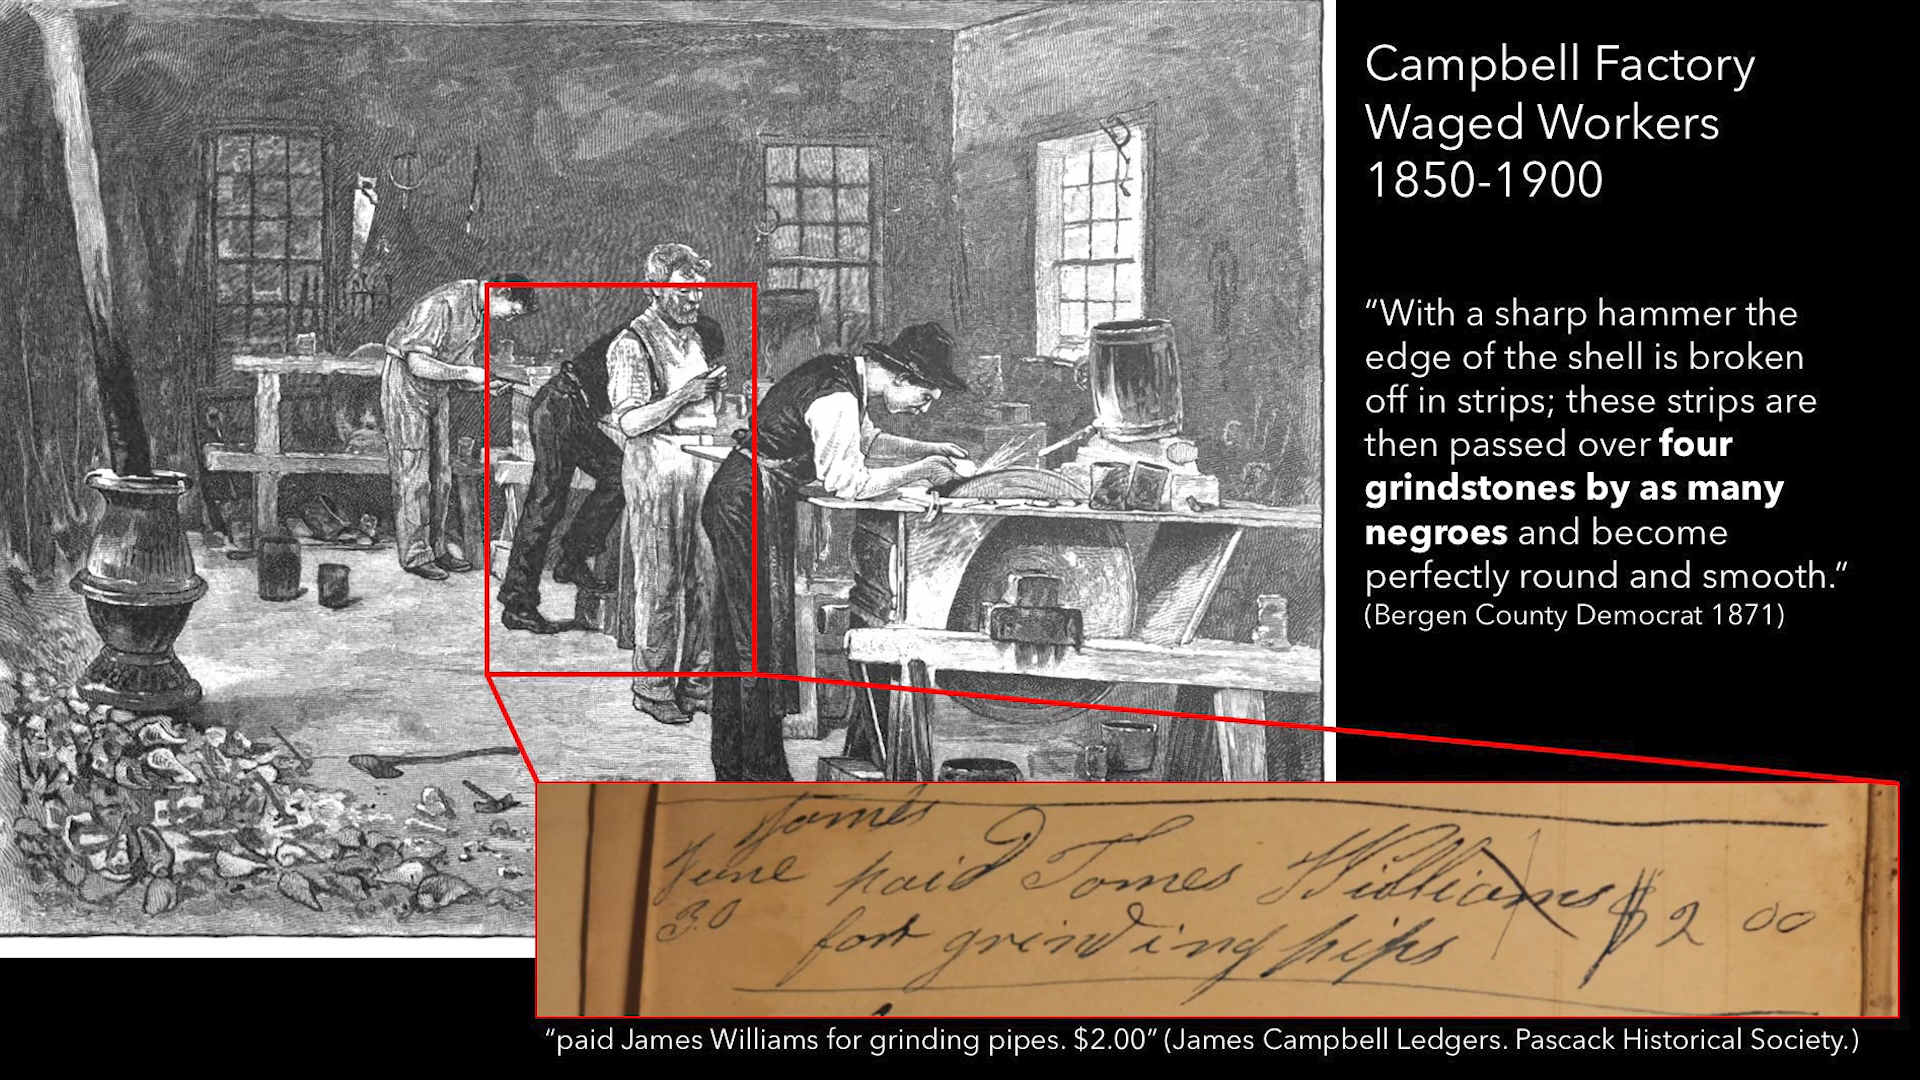 Campbell Factory
Waged Workers
1850-1900
“With a sharp hammer the
edge of the shell is broken
off in strips; these strips are
then passed over four
grindstones by as many
negroes and become
perfectly round and smooth.”
(Bergen County Democrat 1871)
James
June paid James Williams $2 00
30 for grinding pips
“paid James Williams for grinding pipes. $2.00” (James Campbell Ledgers. Pascack Historical Society.)